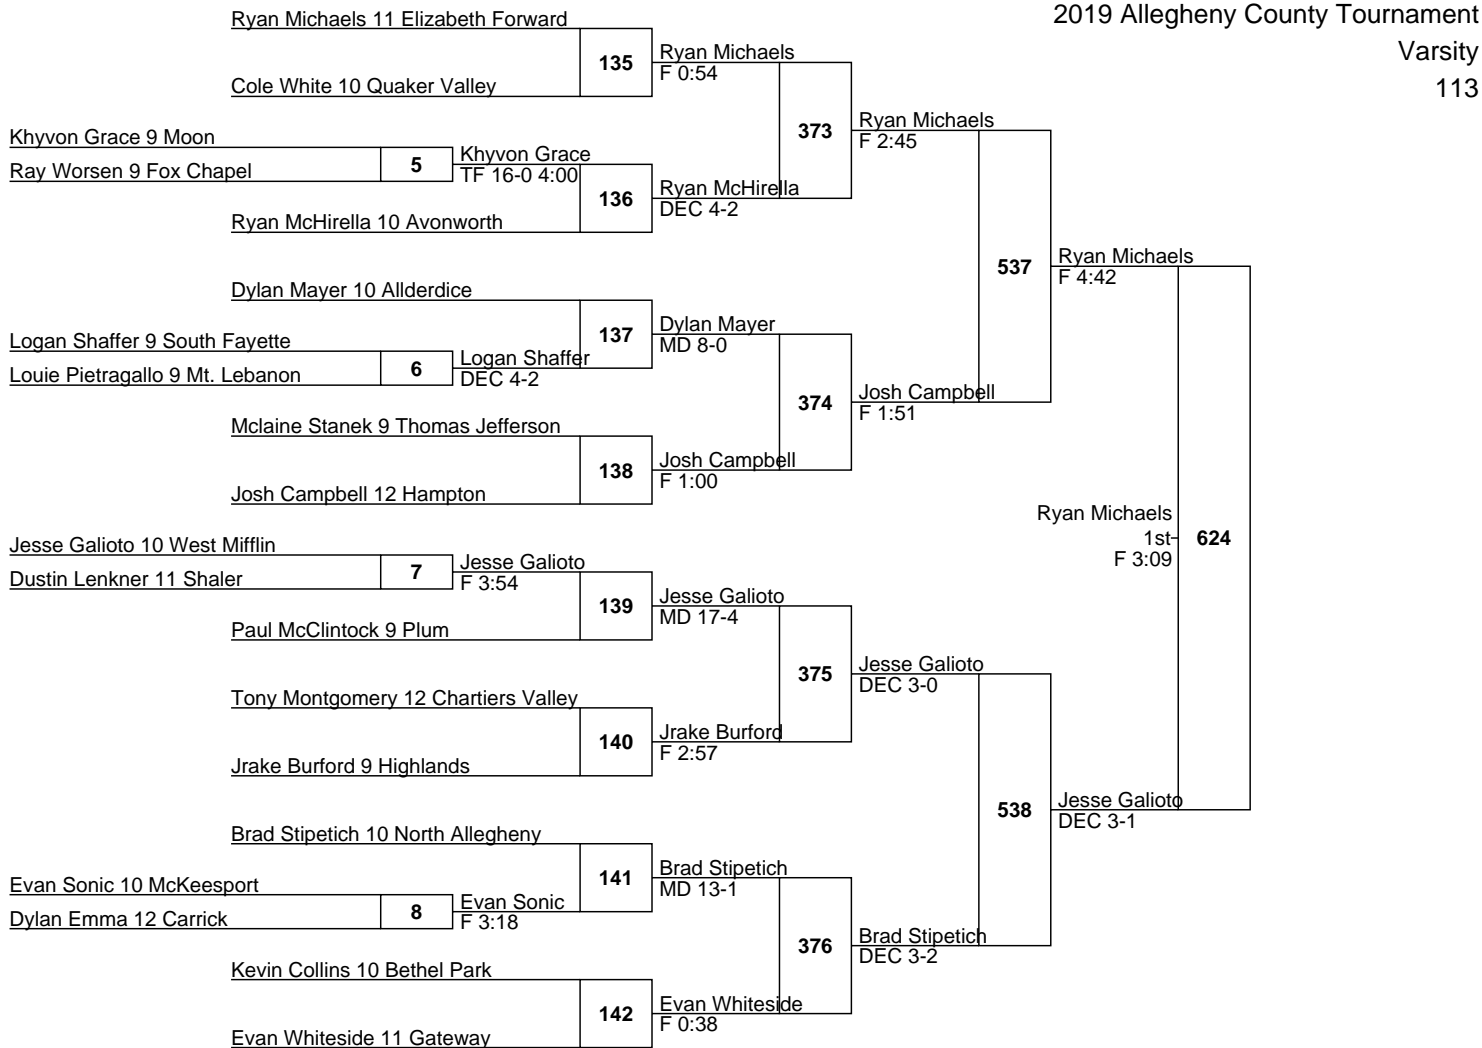 2019 Allegheny County Tournament
Varsity
113
Ryan Michaels 11 Elizabeth Forward
135
Cole White 10 Quaker Valley
Ryan Michaels
F 0:54
Khyvon Grace 9 Moon
5
Ray Worsen 9 Fox Chapel
Khyvon Grace
TF 16-0 4:00
136
Ryan McHirella 10 Avonworth
Ryan McHirella
DEC 4-2
373
Ryan Michaels
F 2:45
Dylan Mayer 10 Allderdice
137
Logan Shaffer 9 South Fayette
6
Louie Pietragallo 9 Mt. Lebanon
Logan Shaffer
DEC 4-2
Dylan Mayer
MD 8-0
374
Mclaine Stanek 9 Thomas Jefferson
138
Josh Campbell 12 Hampton
Josh Campbell
F 1:00
Josh Campbell
F 1:51
537
Ryan Michaels
F 4:42
Jesse Galioto 10 West Mifflin
7
Dustin Lenkner 11 Shaler
Jesse Galioto
F 3:54
139
Paul McClintock 9 Plum
Jesse Galioto
MD 17-4
375
Tony Montgomery 12 Chartiers Valley
140
Jrake Burford 9 Highlands
Jrake Burford
F 2:57
Jesse Galioto
DEC 3-0
538
Brad Stipetich 10 North Allegheny
141
Evan Sonic 10 McKeesport
8
Dylan Emma 12 Carrick
Evan Sonic
F 3:18
Brad Stipetich
MD 13-1
376
Kevin Collins 10 Bethel Park
142
Evan Whiteside 11 Gateway
Evan Whiteside
F 0:38
Brad Stipetich
DEC 3-2
Jesse Galioto
DEC 3-1
Ryan Michaels
1st
F 3:09
624